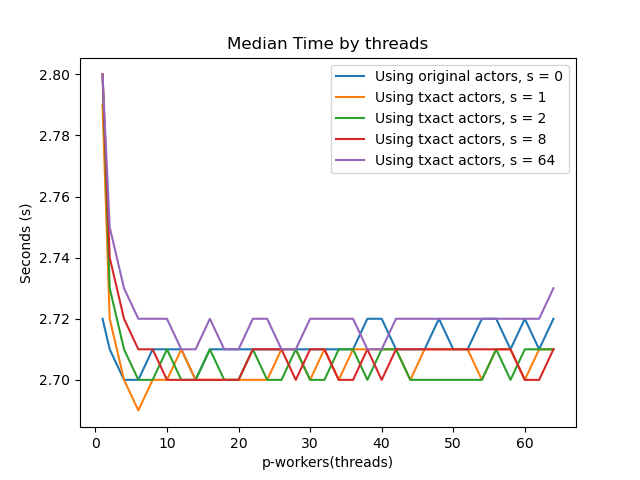 Median Time by threads
Using original actors, s = 0
Using txact actors, s = 1
Using txact actors, s = 2
Using txact actors, s = 8
Using txact actors, s = 64
2.80
2.78
2.76
2.74
2.72
2.70
Seconds (s)
0 10 20 30 40 50 60
p-workers(threads)